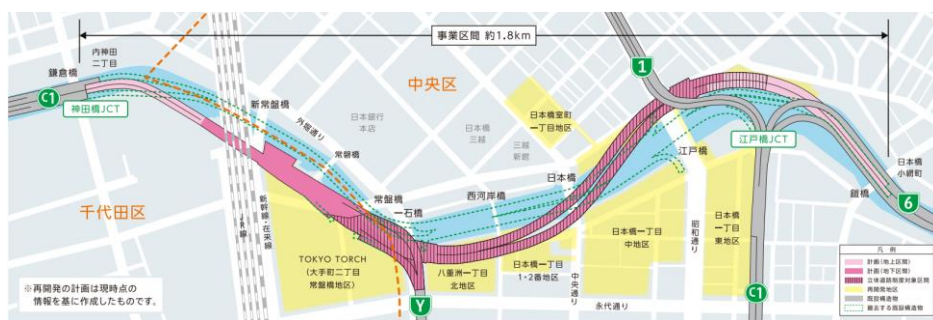 事業区間 約1.8km
内神田
二丁目
鎌倉橋
C1
神田橋JCT
新常盤橋
外堀通り
日本銀行
本店
常盤橋
中央区
日本橋
三越
三越
新館
日本橋室町
一丁目地区
1
江戸橋
江戸橋JCT
日本橋
小網町
鎧橋
6
千代田区
JR線
新幹線・在来線
常盤橋
一石橋
西河岸橋
日本橋
TOKYO TORCH
(大手町二丁目
常盤橋地区)
八重洲一丁目
北地区
日本橋一丁目
1・2番地区
中央通り
日本橋一丁目
中地区
昭和通り
日本橋
一丁目
東地区
永代通り
Y
C1
※再開発の計画は現時点の
情報を基に作成したものです。
凡例
計画(地上区間)
計画(地下区間)
立体道路制度対象区間
再開発地区
既設構造物
撤去する既設構造物